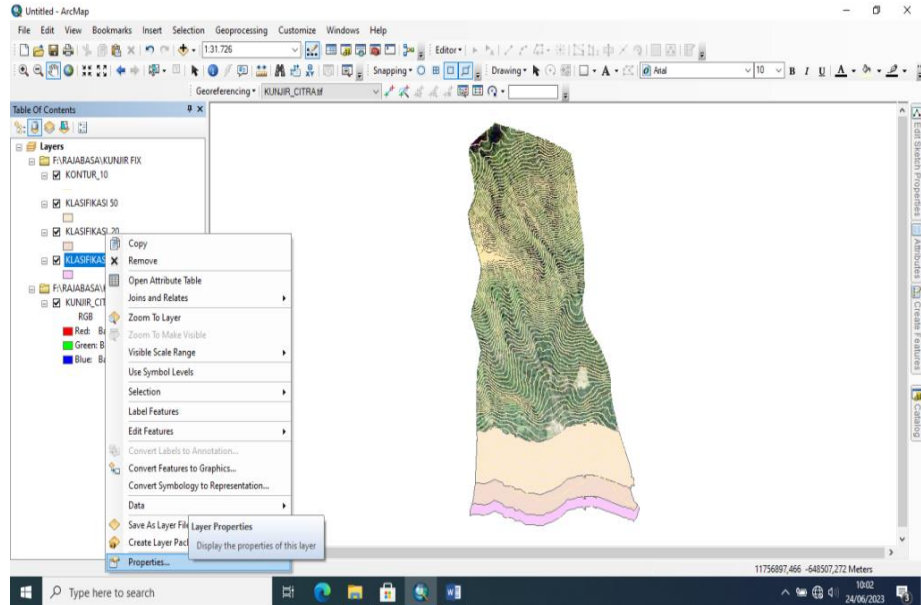 Untitled - ArcMap
File Edit View Bookmarks Insert Selection Geoprocessing Customize Windows Help
1:31.726 Editor
Snapping Drawing A Arial 10 B I U A
Georeferencing KUNJIR_CITRA.tif
Table Of Contents
Layers
F:\RAJABASA\KUNJIR FIX
KONTUR_10
KLASIFIKASI 50
KLASIFIKASI 20
KLASIFIKAS
F:\RAJABASA\
KUNJIR_CIT
RGB
Red: Ba
Green: B
Blue: Ba
Copy
Remove
Open Attribute Table
Joins and Relates
Zoom To Layer
Zoom To Make Visible
Visible Scale Range
Use Symbol Levels
Selection
Label Features
Edit Features
Convert Labels to Annotation...
Convert Features to Graphics...
Convert Symbology to Representation...
Data
Save As Layer File
Create Layer Pac
Properties...
Layer Properties
Display the properties of this layer
Edit Sketch Properties
Attributes
Create Features
Catalog
11756897,466 -648507,272 Meters
Type here to search
10:02
24/06/2023